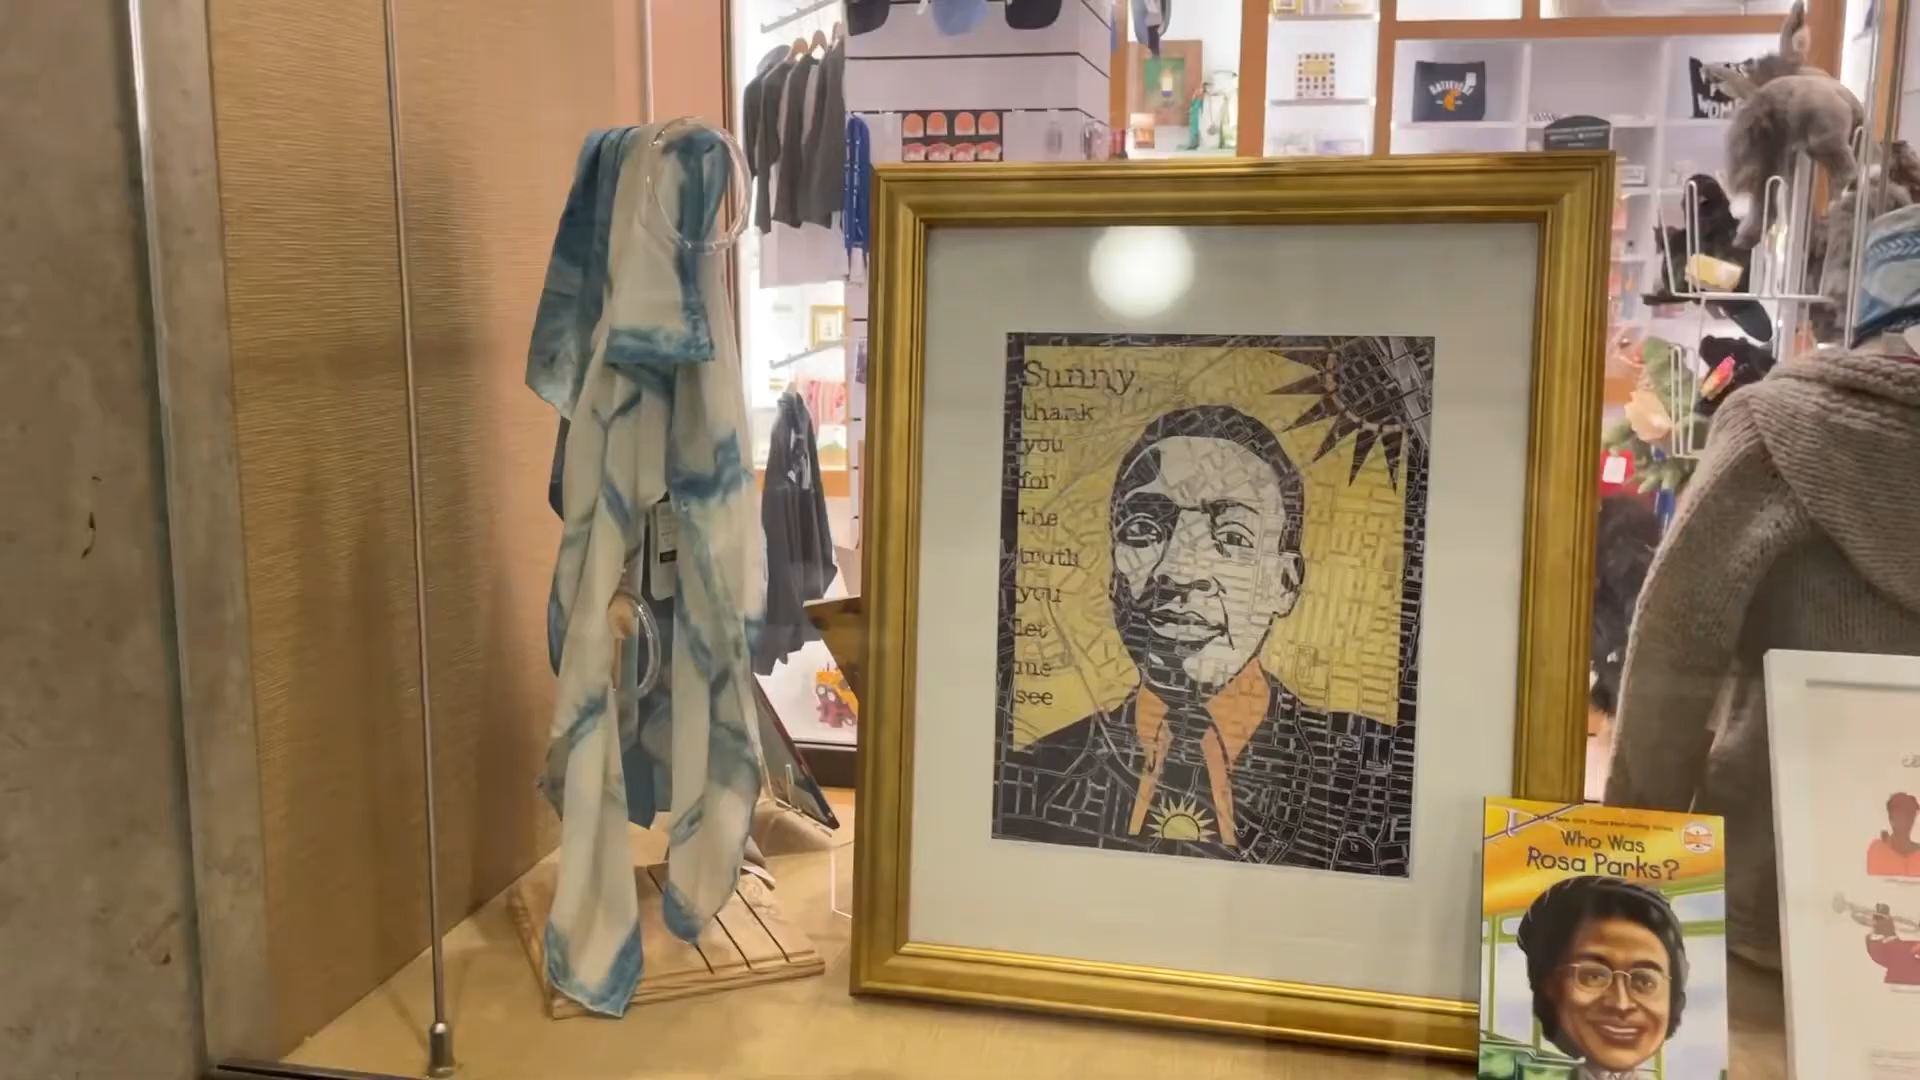 Sunny,
thank
you
for
the
truth
you
let
me
see
Who Was
Rosa Parks?